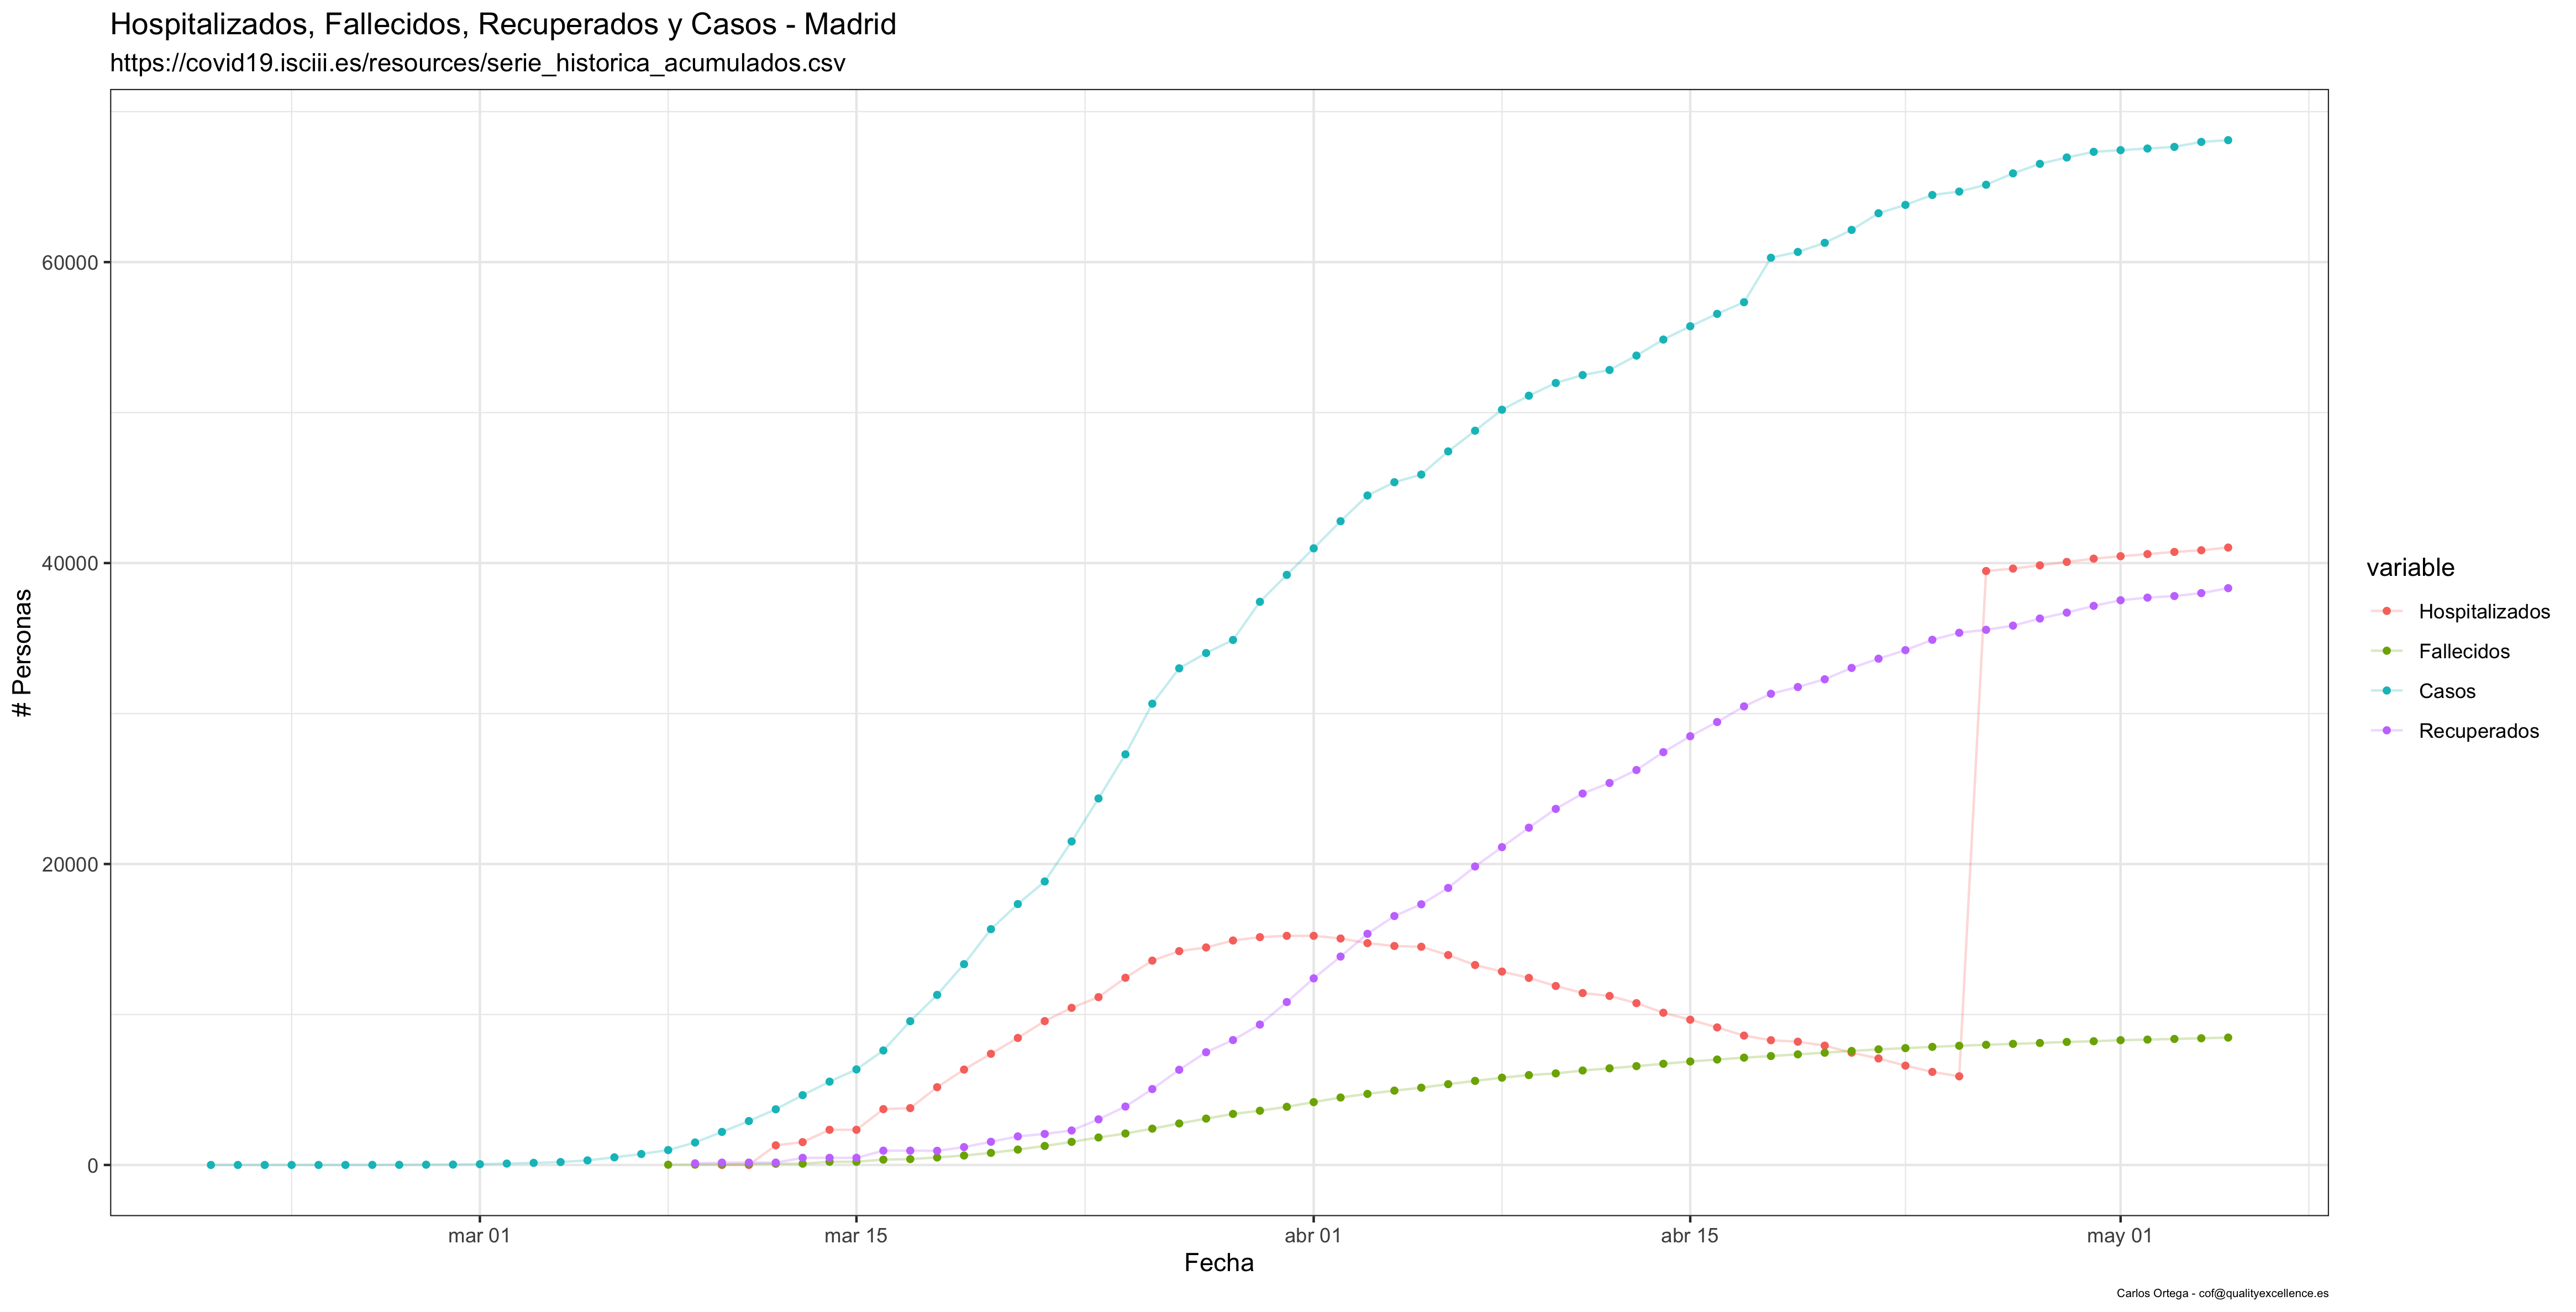 Hospitalizados, Fallecidos, Recuperados y Casos - Madrid
https://covid19.isciii.es/resources/serie_historica_acumulados.csv
# Personas
60000
40000
20000
0
mar 01
mar 15
abr 01
abr 15
may 01
Fecha
variable
Hospitalizados
Fallecidos
Casos
Recuperados
Carlos Ortega - cof@qualityexcellence.es